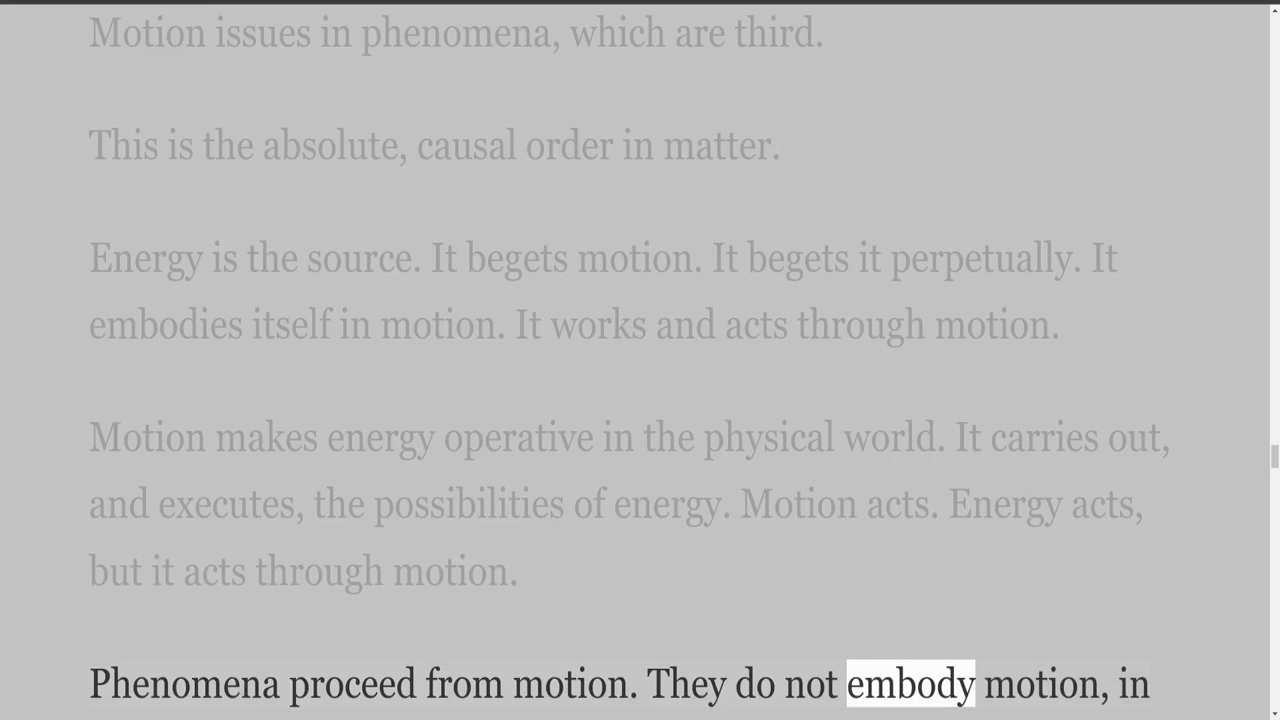 Motion issues in phenomena, which are third.
This is the absolute, causal order in matter.
Energy is the source. It begets motion. It begets it perpetually. It
embodies itself in motion. It works and acts through motion.
Motion makes energy operative in the physical world. It carries out,
and executes, the possibilities of energy. Motion acts. Energy acts,
but it acts through motion.
Phenomena proceed from motion. They do not embody motion, in